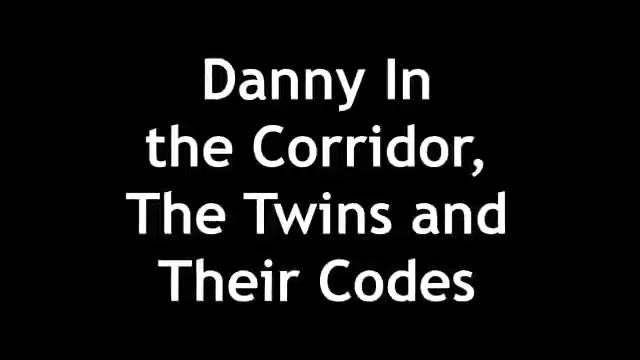 Danny In
the Corridor,
The Twins and
Their Codes